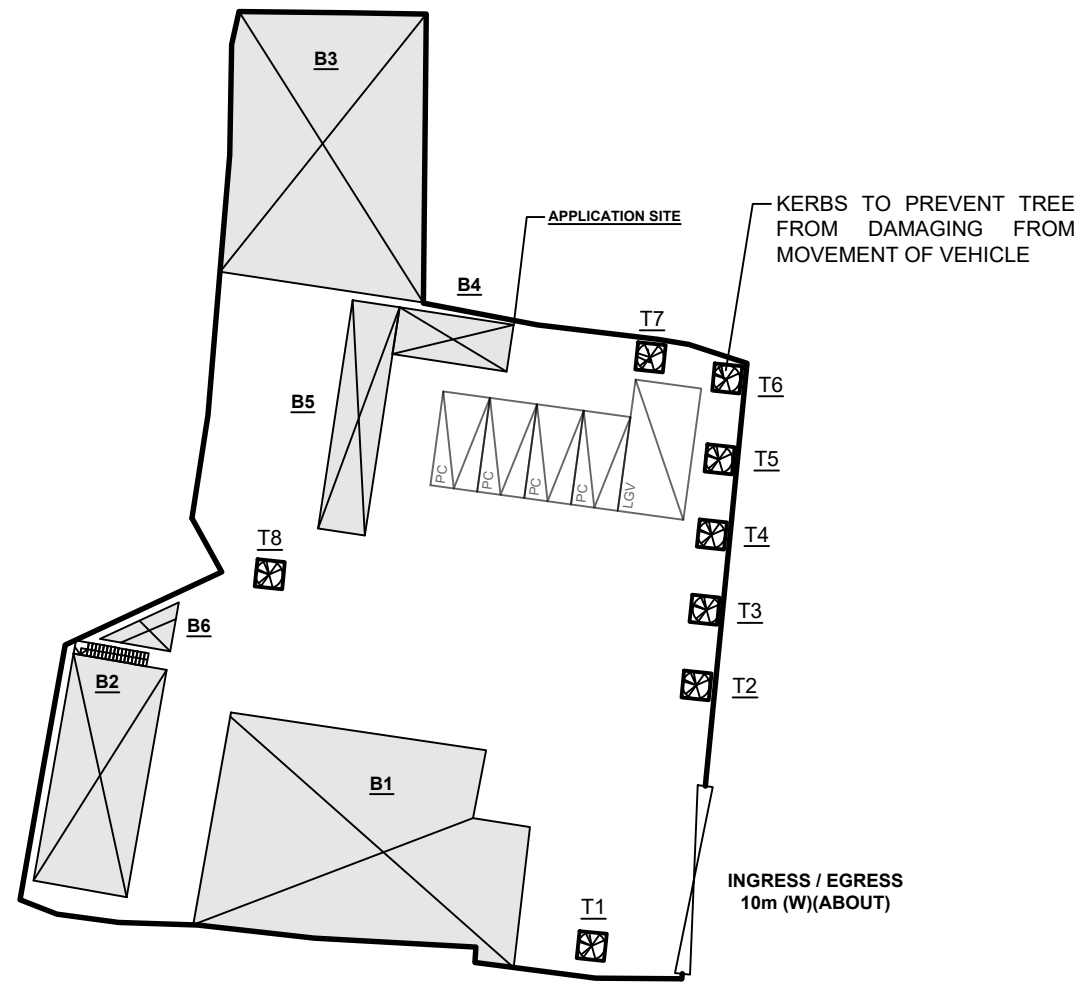 B3
APPLICATION SITE
KERBS TO PREVENT TREE
FROM DAMAGING FROM
MOVEMENT OF VEHICLE
B4
T7
T6
B5
PC
PC
PC
PC
LGV
T5
T4
T8
T3
B6
B2
T2
B1
INGRESS / EGRESS
10m (W)(ABOUT)
T1